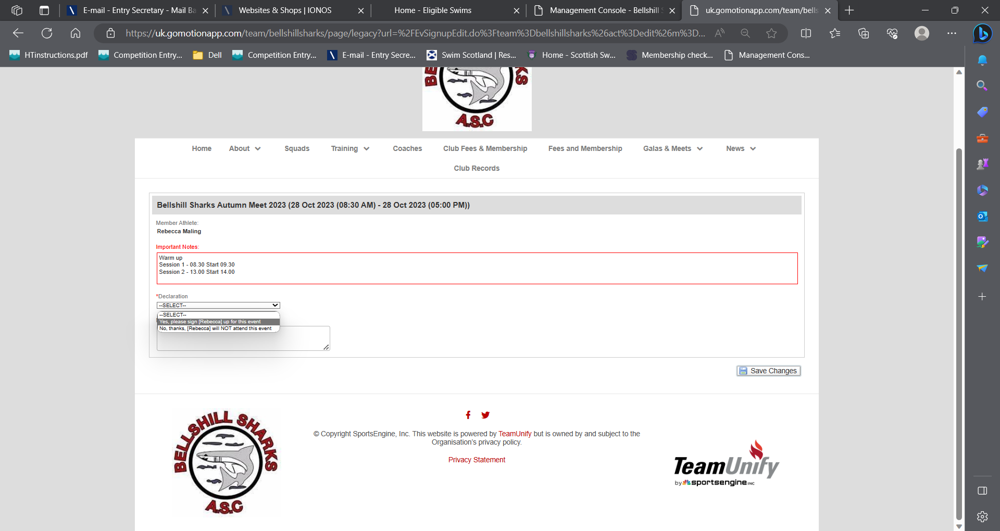 E-mail - Entry Secretary - Mail Ba
Websites & Shops | IONOS
Home - Eligible Swims
Management Console - Bellshill S
uk.gomotionapp.com/team/bells
https://uk.gomotionapp.com/team/bellshillsharks/page/legacy?url=%2FEvSignupEdit.do%3Fteam%3Dbellshillsharks%26act%3Dedit%26m%3D...
HTinstructions.pdf
Competition Entry...
Dell
Competition Entry...
E-mail - Entry Secre...
Swim Scotland | Res...
Home - Scottish Sw...
Membership check...
Management Cons...
A.S.C
Home
About
Squads
Training
Coaches
Club Fees & Membership
Fees and Membership
Galas & Meets
News
Club Records
Bellshill Sharks Autumn Meet 2023 (28 Oct 2023 (08:30 AM) - 28 Oct 2023 (05:00 PM))
Member Athlete:
Rebecca Maling
Important Notes:
Warm up
Session 1 - 08.30 Start 09.30
Session 2 - 13.00 Start 14.00
*Declaration
--SELECT--
--SELECT--
Yes, please sign [Rebecca] up for this event
No, thanks, [Rebecca] will NOT attend this event
Save Changes
BELLSHILL SHARKS
A.S.C
© Copyright SportsEngine, Inc. This website is powered by TeamUnify but is owned by and subject to the
Organisation's privacy policy.
Privacy Statement
TeamUnify
by sportsengine INC